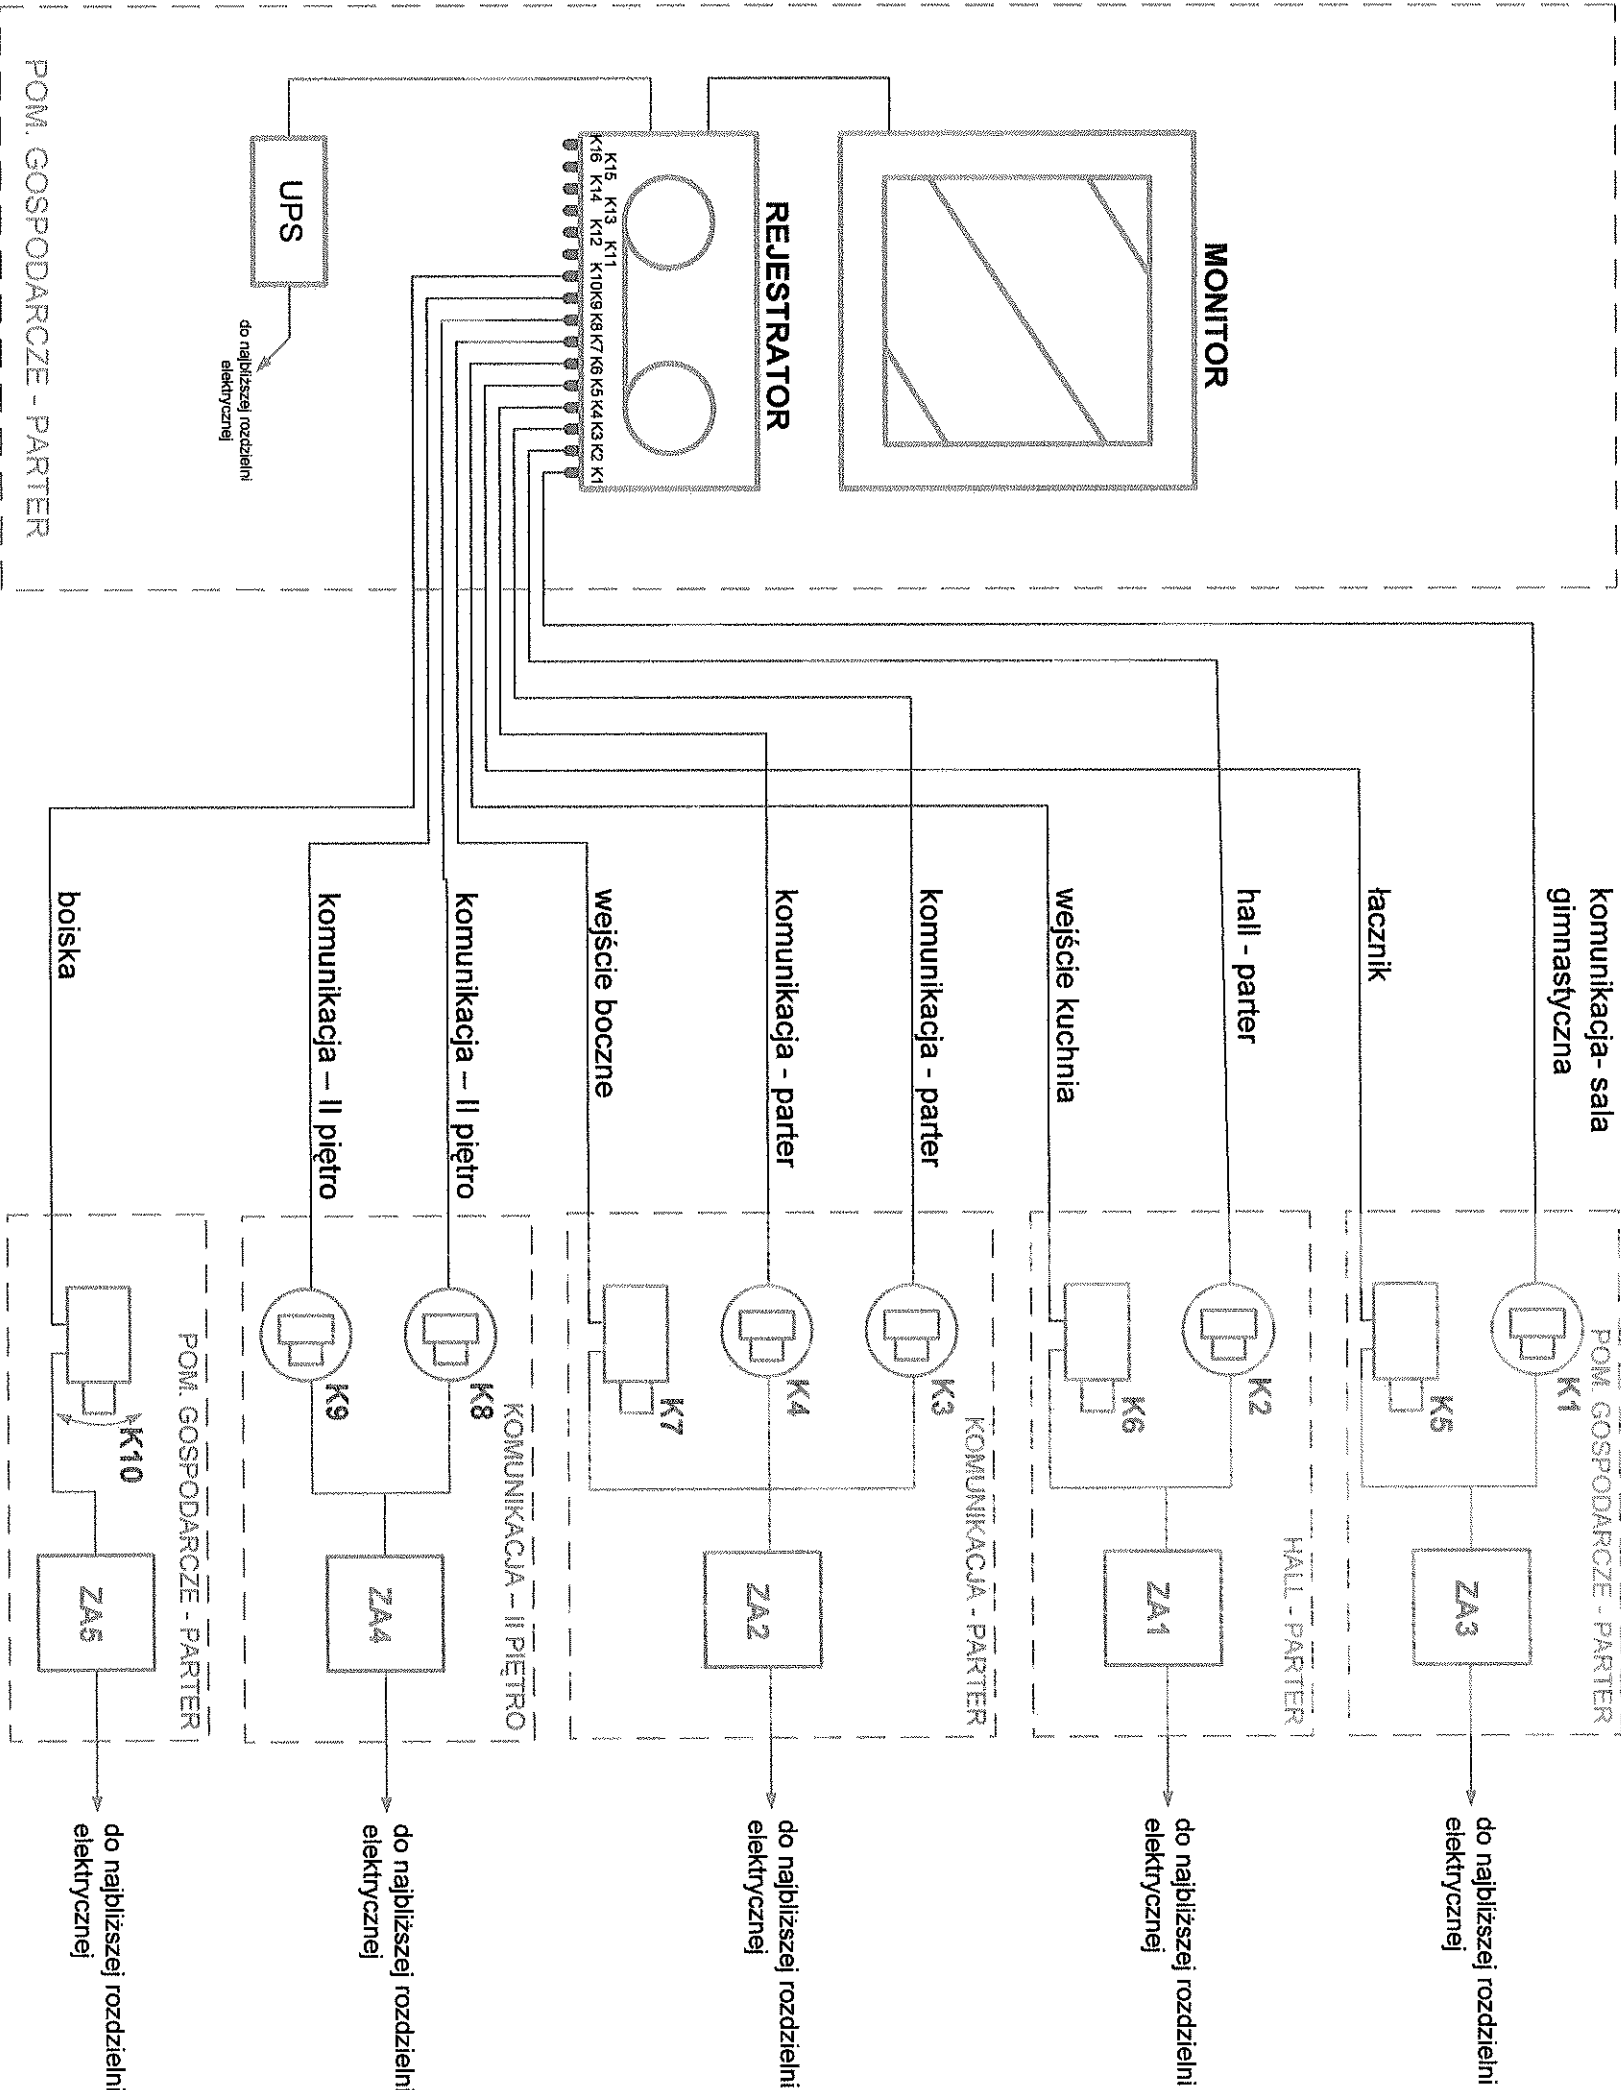 MONITOR
REJESTRATOR
K16
K15
K14
K13
K12
K11
K10
K9
K8
K7
K6
K5
K4
K3
K2
K1
UPS
do najbliższej rozdzielni
elektrycznej
POM. GOSPODARCZE - PARTER
komunikacja- sala
gimnastyczna
łacznik
hall - parter
wejście kuchnia
komunikacja - parter
komunikacja - parter
wejście boczne
komunikacja – II piętro
komunikacja – II piętro
boiska
POM. GOSPODARCZE - PARTER
K1
K5
ZA3
do najbliższej rozdzielni
elektrycznej
HALL - PARTER
K2
K6
ZA1
do najbliższej rozdzielni
elektrycznej
KOMUNIKACJA - PARTER
K3
K4
K7
ZA2
do najbliższej rozdzielni
elektrycznej
KOMUNIKACJA – II PIĘTRO
K8
K9
ZA4
do najbliższej rozdzielni
elektrycznej
POM. GOSPODARCZE - PARTER
K10
ZA5
do najbliższej rozdzielni
elektrycznej